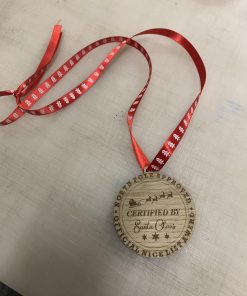 NORTH POLE APPROVED
CERTIFIED BY
Santa Claus
OFFICIAL NICE LIST AWARD